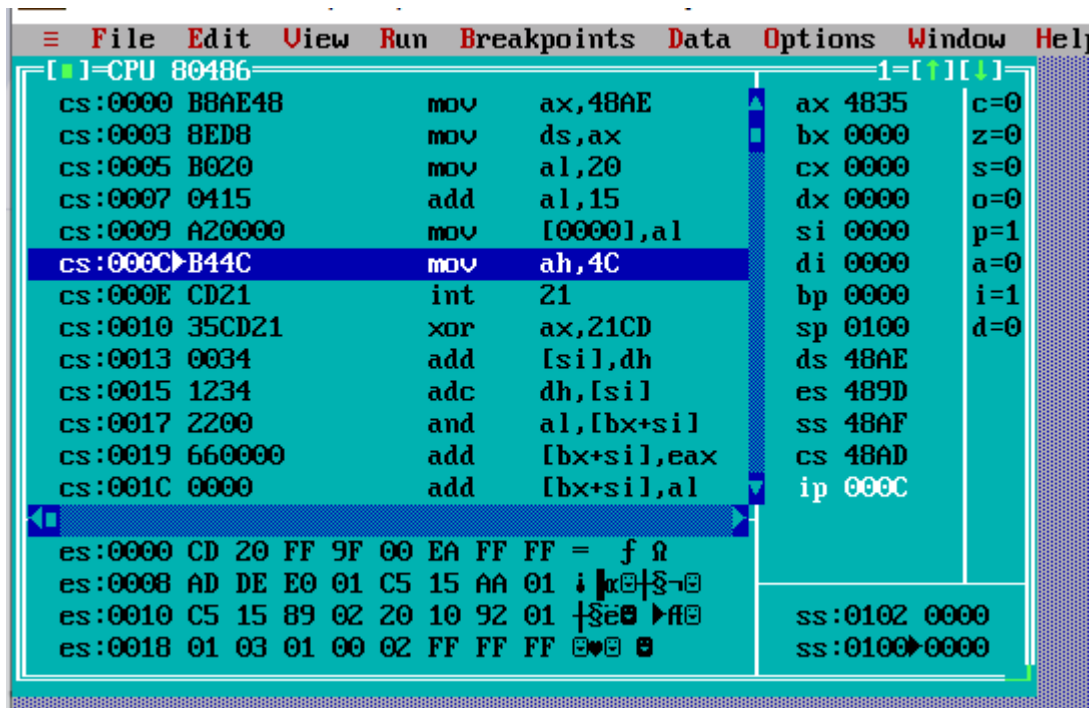 ≡ File Edit View Run Breakpoints Data Options Window Help
[■]=CPU 80486 1=[↑][↓]
cs:0000 B8AE48 mov ax,48AE ax 4835 c=0
cs:0003 8ED8 mov ds,ax bx 0000 z=0
cs:0005 B020 mov al,20 cx 0000 s=0
cs:0007 0415 add al,15 dx 0000 o=0
cs:0009 A20000 mov [0000],al si 0000 p=1
cs:000C►B44C mov ah,4C di 0000 a=0
cs:000E CD21 int 21 bp 0000 i=1
cs:0010 35CD21 xor ax,21CD sp 0100 d=0
cs:0013 0034 add [si],dh ds 48AE
cs:0015 1234 adc dh,[si] es 489D
cs:0017 2200 and al,[bx+si] ss 48AF
cs:0019 660000 add [bx+si],eax cs 48AD
cs:001C 0000 add [bx+si],al ip 000C
es:0000 CD 20 FF 9F 00 EA FF FF = ƒ Ω
es:0008 AD DE E0 01 C5 15 AA 01 ¡▐α☺┼§¬☺
es:0010 C5 15 89 02 20 10 92 01 ┼§ë☻ ►Æ☺ ss:0102 0000
es:0018 01 03 01 00 02 FF FF FF ☺♥☺ ☻ ss:0100►0000